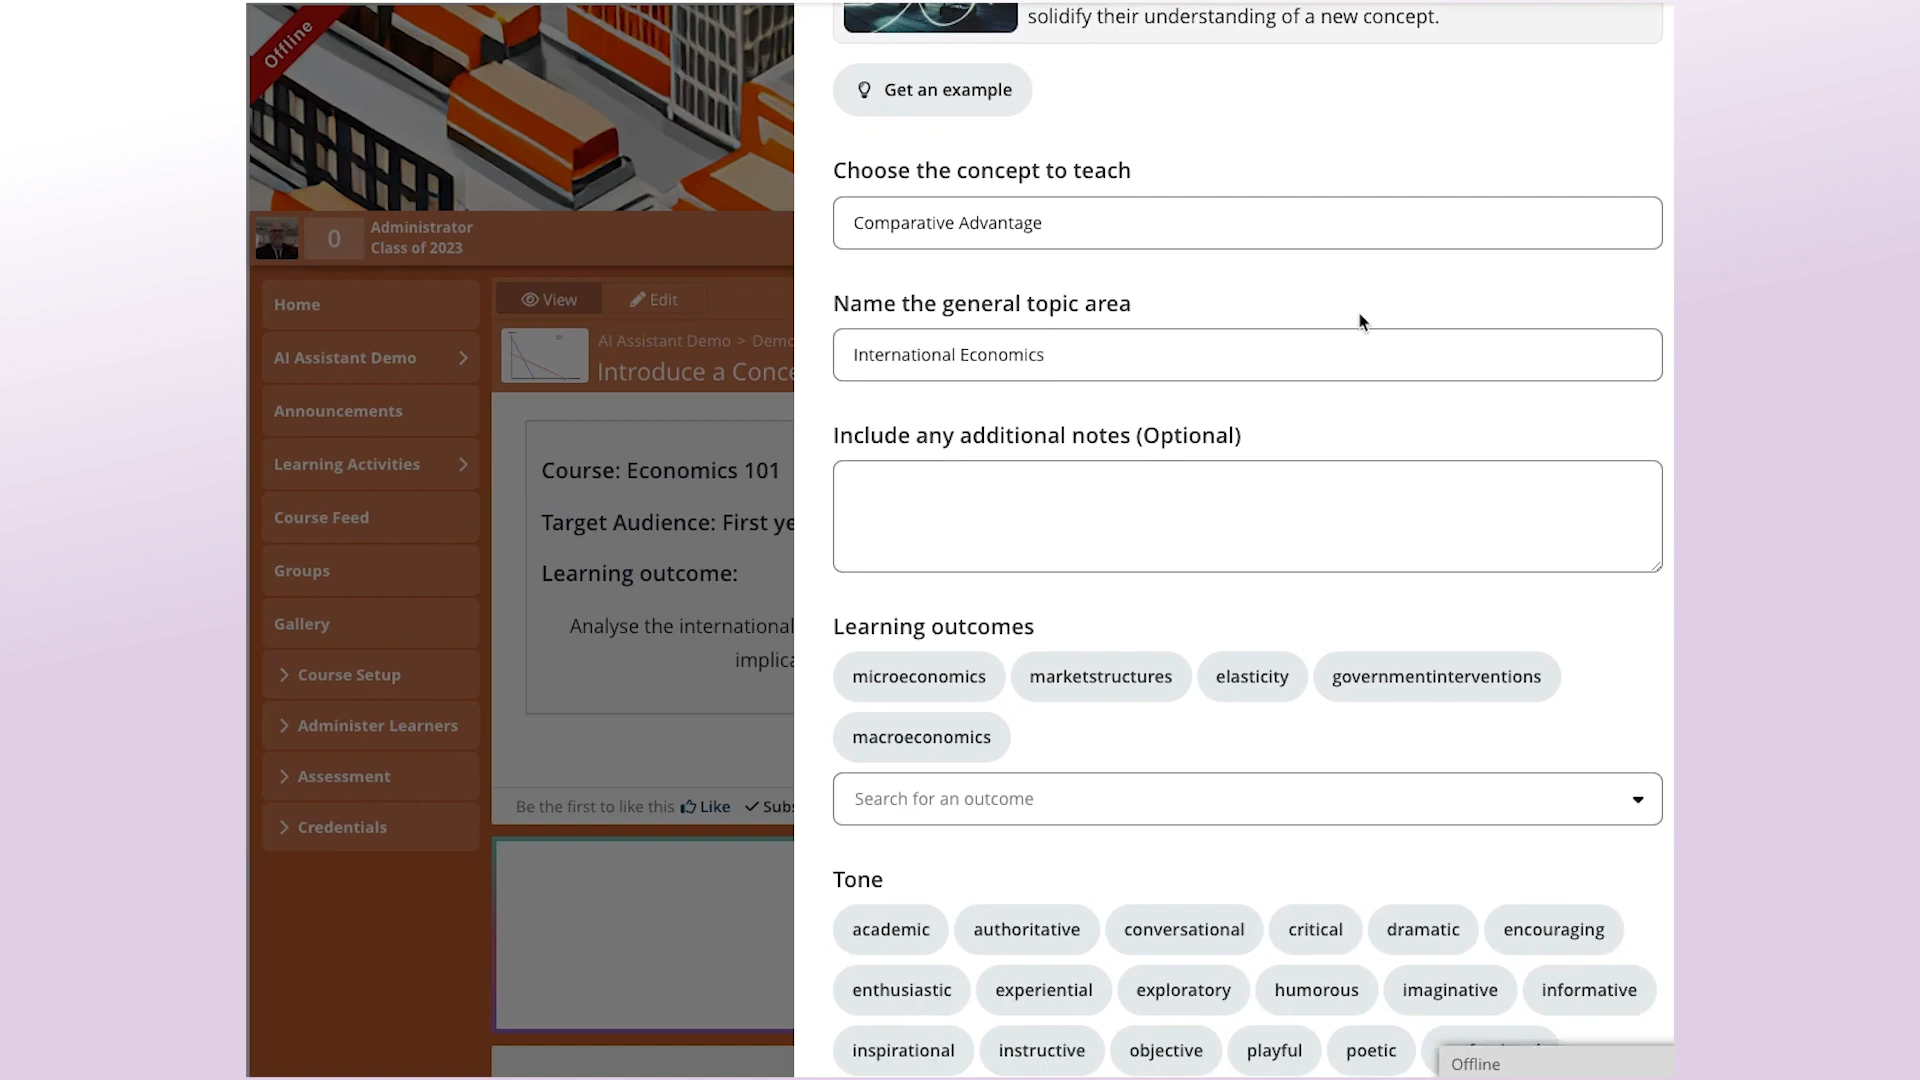 Offline
solidify their understanding of a new concept.
Get an example
Choose the concept to teach
Comparative Advantage
Name the general topic area
International Economics
Include any additional notes (Optional)
Learning outcomes
microeconomics marketstructures elasticity governmentinterventions
macroeconomics
Search for an outcome
Tone
academic authoritative conversational critical dramatic encouraging
enthusiastic experiential exploratory humorous imaginative informative
inspirational instructive objective playful poetic
Offline
0 Administrator
Class of 2023
Home
AI Assistant Demo
Announcements
Learning Activities
Course Feed
Groups
Gallery
Course Setup
Administer Learners
Assessment
Credentials
View Edit
AI Assistant Demo > Demo
Introduce a Conce
Course: Economics 101
Target Audience: First ye
Learning outcome:
Analyse the international
implica
Be the first to like this Like Subs